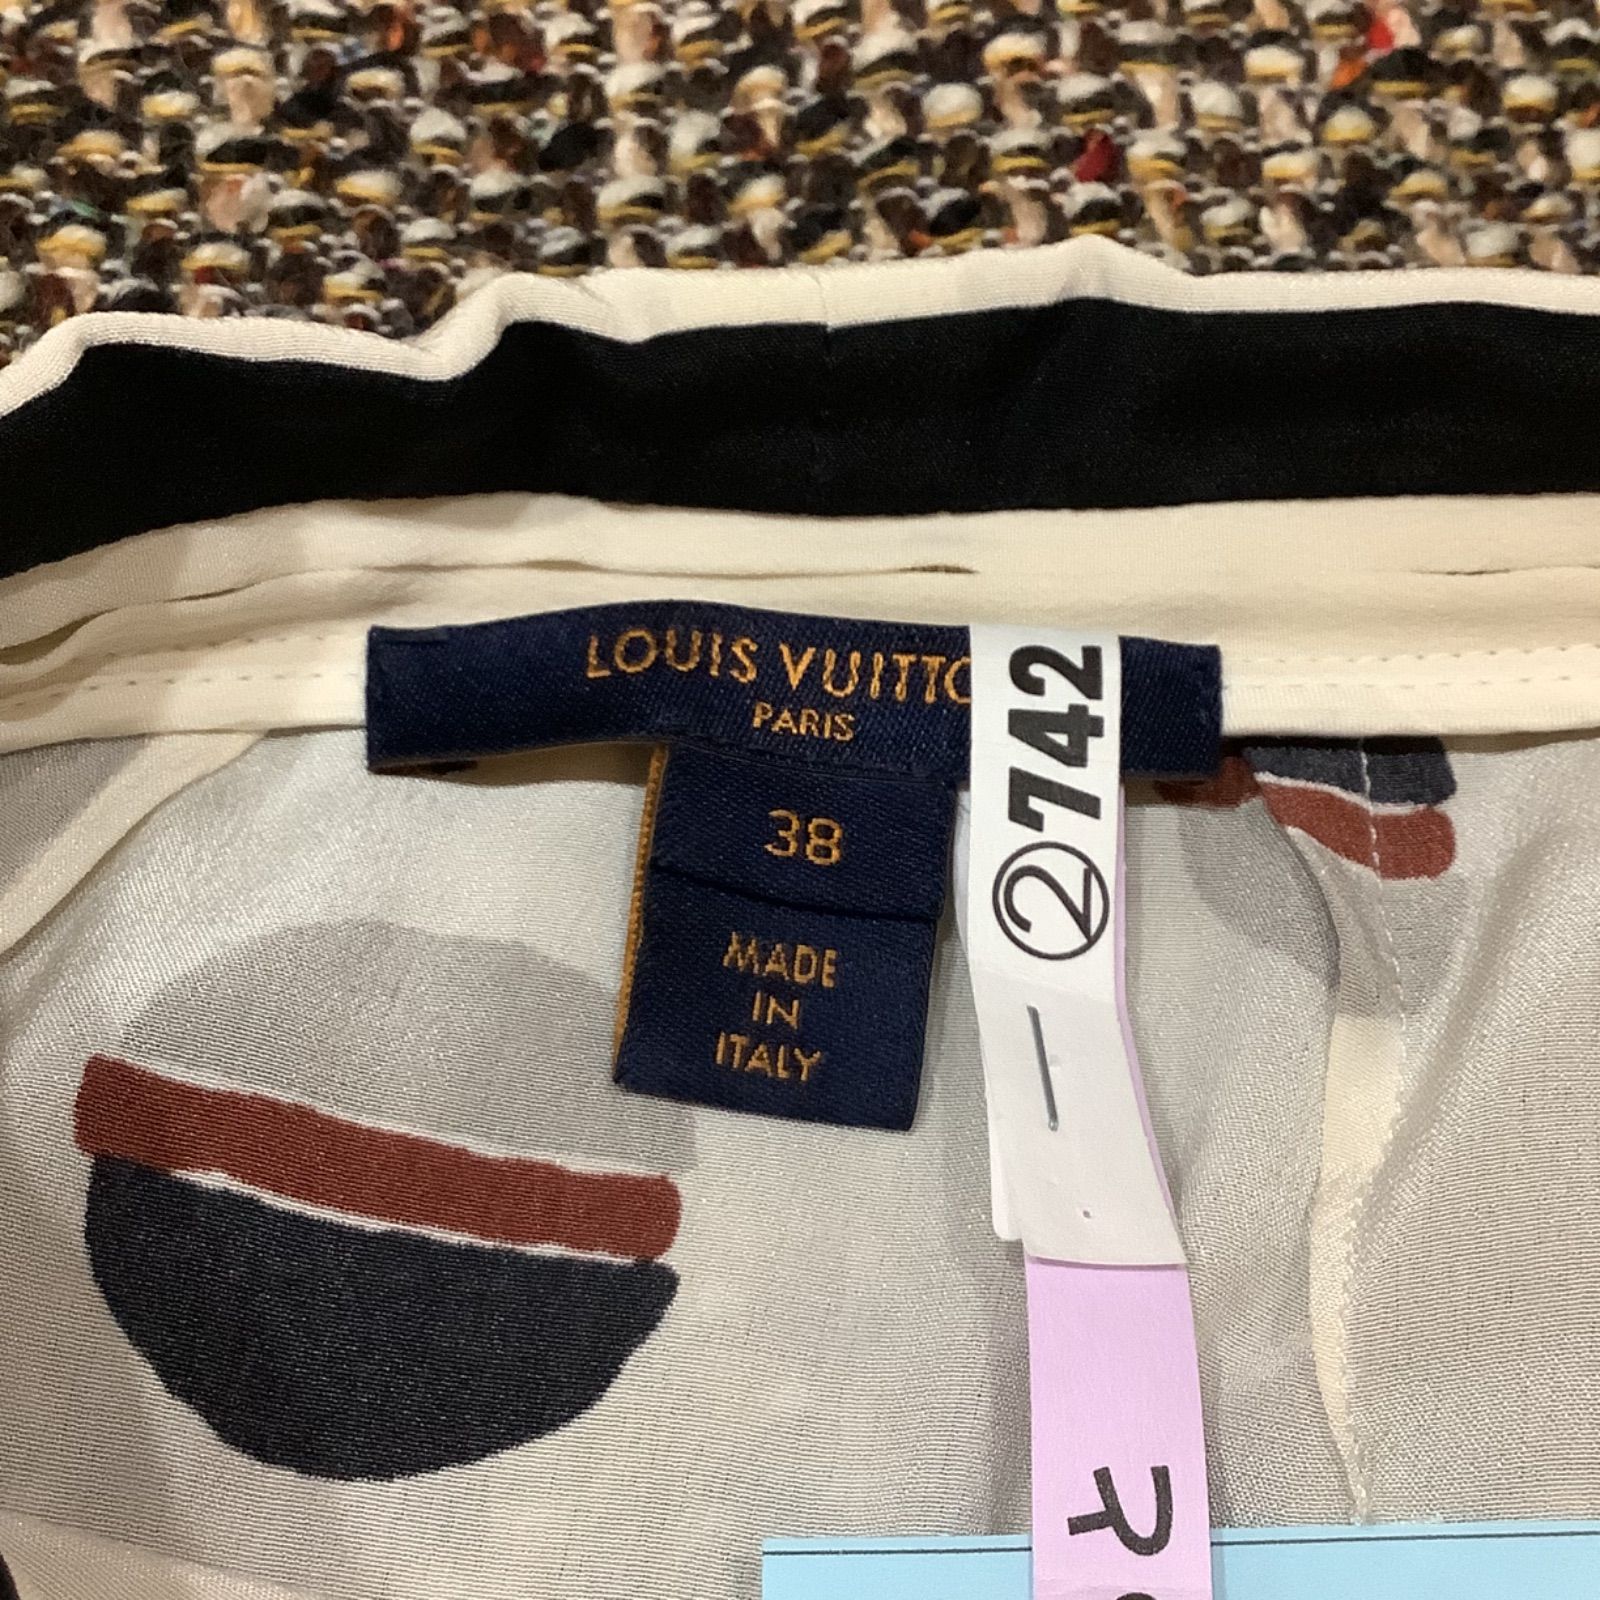 LOUIS VUITTO
PARIS
38
MADE
IN
ITALY
②742
R